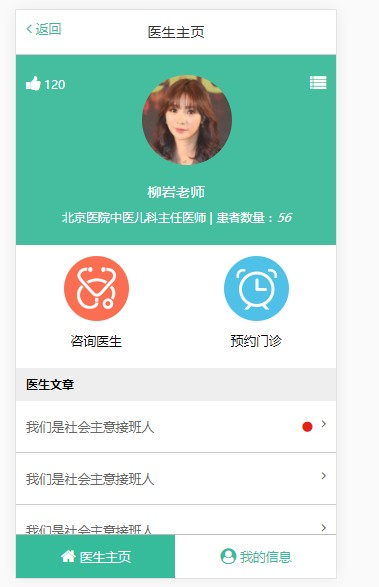 返回 医生主页
120
柳岩老师
北京医院中医儿科主任医师 | 患者数量：56
咨询医生 预约门诊
医生文章
我们是社会主意接班人
我们是社会主意接班人
我们是社会主意接班人
医生主页 我的信息